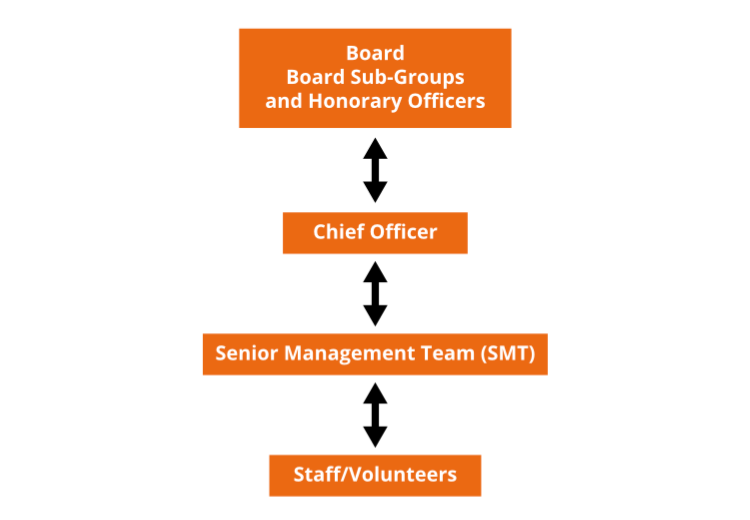 Board
Board Sub-Groups
and Honorary Officers
Chief Officer
Senior Management Team (SMT)
Staff/Volunteers